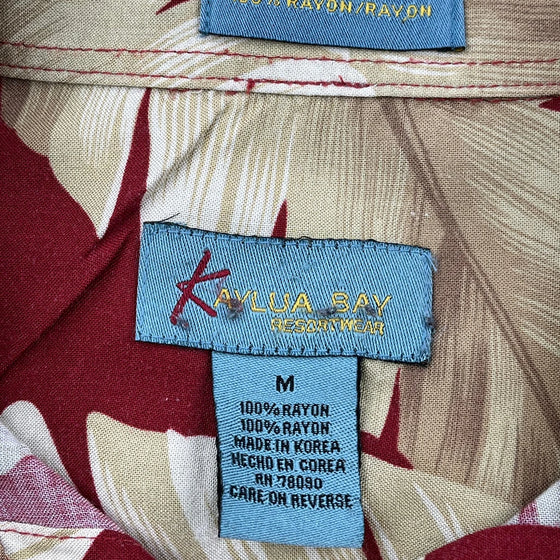 100% RAYON/RAYON
KAYLUA BAY
RESORTWEAR
M
100% RAYON
100% RAYON
MADE IN KOREA
HECHO EN COREA
RN 78090
CARE ON REVERSE